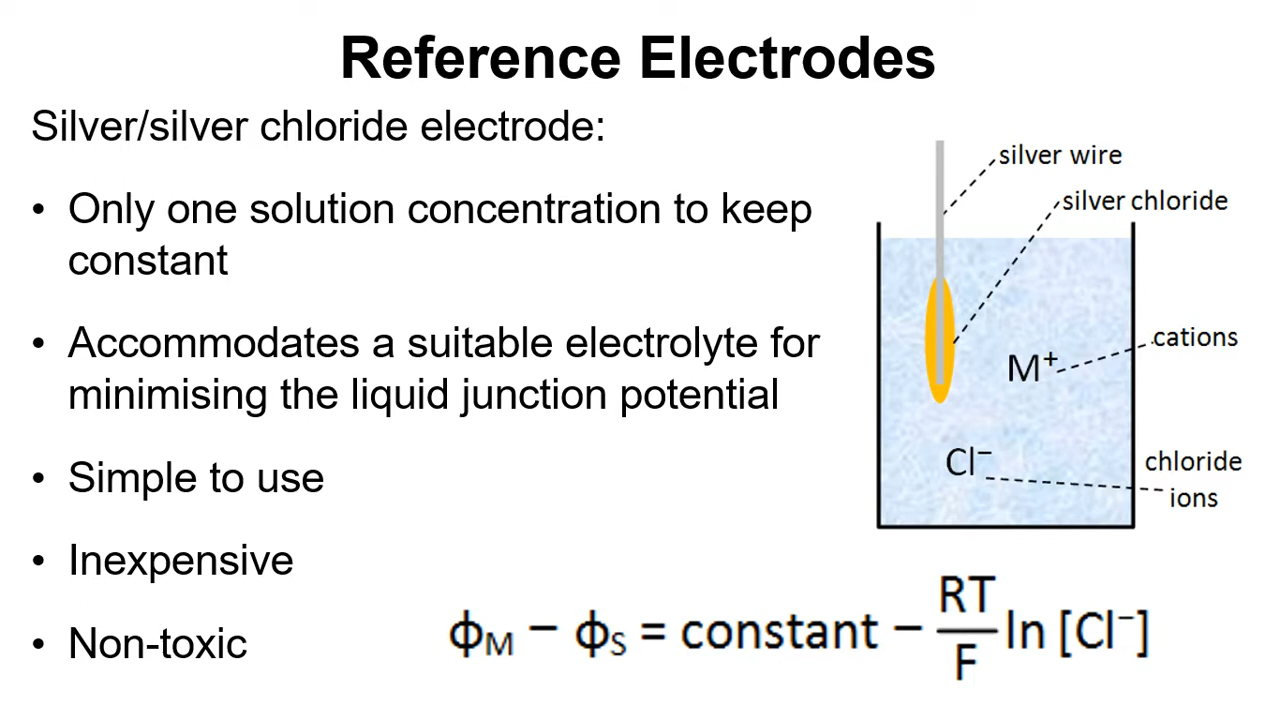 Reference Electrodes
Silver/silver chloride electrode:
• Only one solution concentration to keep
constant
• Accommodates a suitable electrolyte for
minimising the liquid junction potential
• Simple to use
• Inexpensive
• Non-toxic
silver wire
silver chloride
cations
M⁺
Cl⁻
chloride
ions
ϕM − ϕS = constant − RT/F ln [Cl⁻]